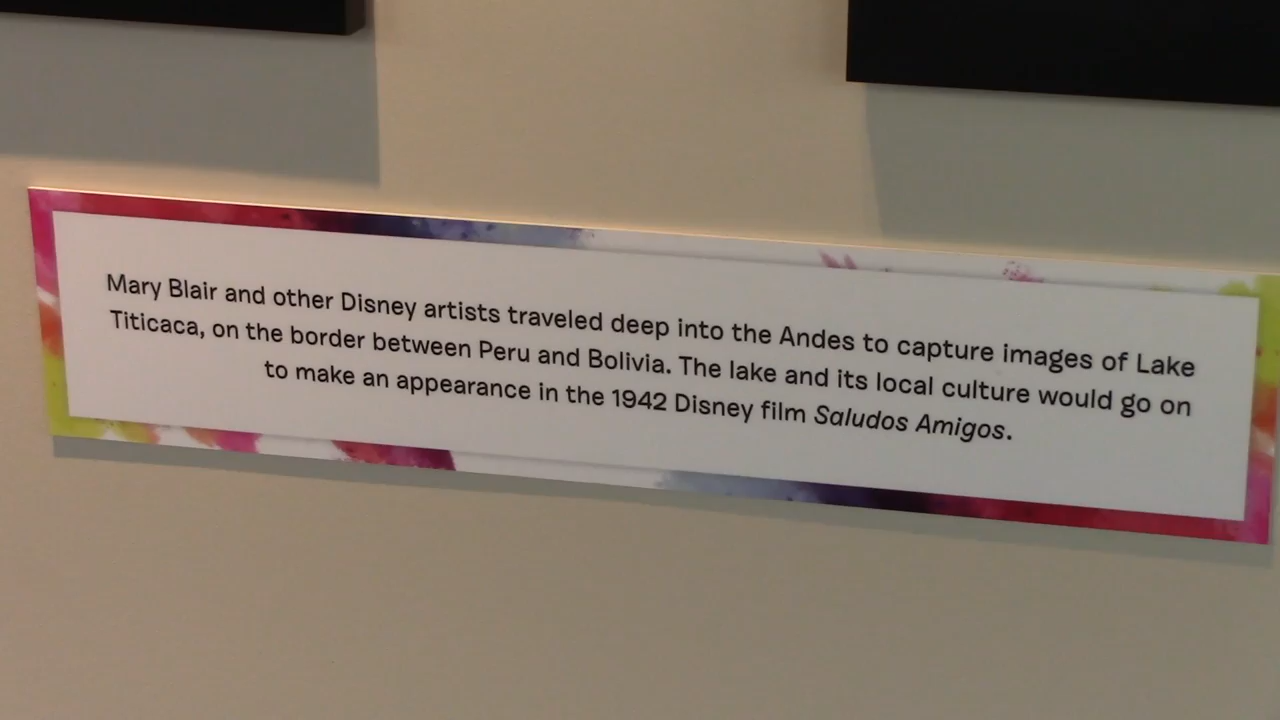 Mary Blair and other Disney artists traveled deep into the Andes to capture images of Lake
Titicaca, on the border between Peru and Bolivia. The lake and its local culture would go on
to make an appearance in the 1942 Disney film Saludos Amigos.